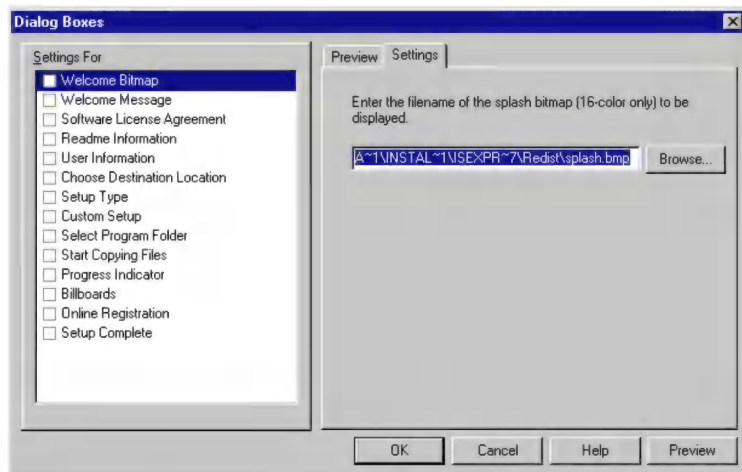 Dialog Boxes
Settings For
Welcome Bitmap
Welcome Message
Software License Agreement
Readme Information
User Information
Choose Destination Location
Setup Type
Custom Setup
Select Program Folder
Start Copying Files
Progress Indicator
Billboards
Online Registration
Setup Complete
Preview Settings
Enter the filename of the splash bitmap (16-color only) to be
displayed.
A~1\INSTAL~1\ISEXPR~7\Redist\splash.bmp Browse...
OK Cancel Help Preview